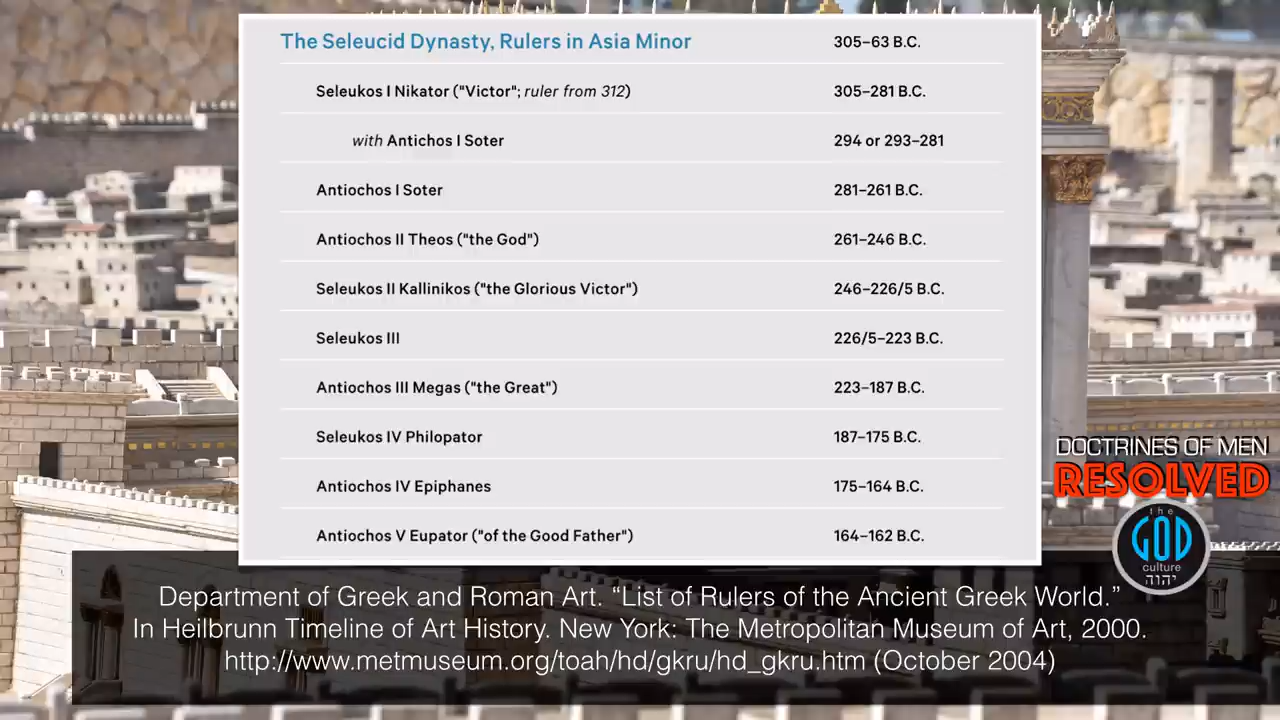 The Seleucid Dynasty, Rulers in Asia Minor 305–63 B.C.
Seleukos I Nikator ("Victor"; ruler from 312) 305–281 B.C.
with Antichos I Soter 294 or 293–281
Antiochos I Soter 281–261 B.C.
Antiochos II Theos ("the God") 261–246 B.C.
Seleukos II Kallinikos ("the Glorious Victor") 246–226/5 B.C.
Seleukos III 226/5–223 B.C.
Antiochos III Megas ("the Great") 223–187 B.C.
Seleukos IV Philopator 187–175 B.C.
Antiochos IV Epiphanes 175–164 B.C.
Antiochos V Eupator ("of the Good Father") 164–162 B.C.
DOCTRINES OF MEN
RESOLVED
the
GOD
culture
יהוה
Department of Greek and Roman Art. “List of Rulers of the Ancient Greek World.”
In Heilbrunn Timeline of Art History. New York: The Metropolitan Museum of Art, 2000.
http://www.metmuseum.org/toah/hd/gkru/hd_gkru.htm (October 2004)